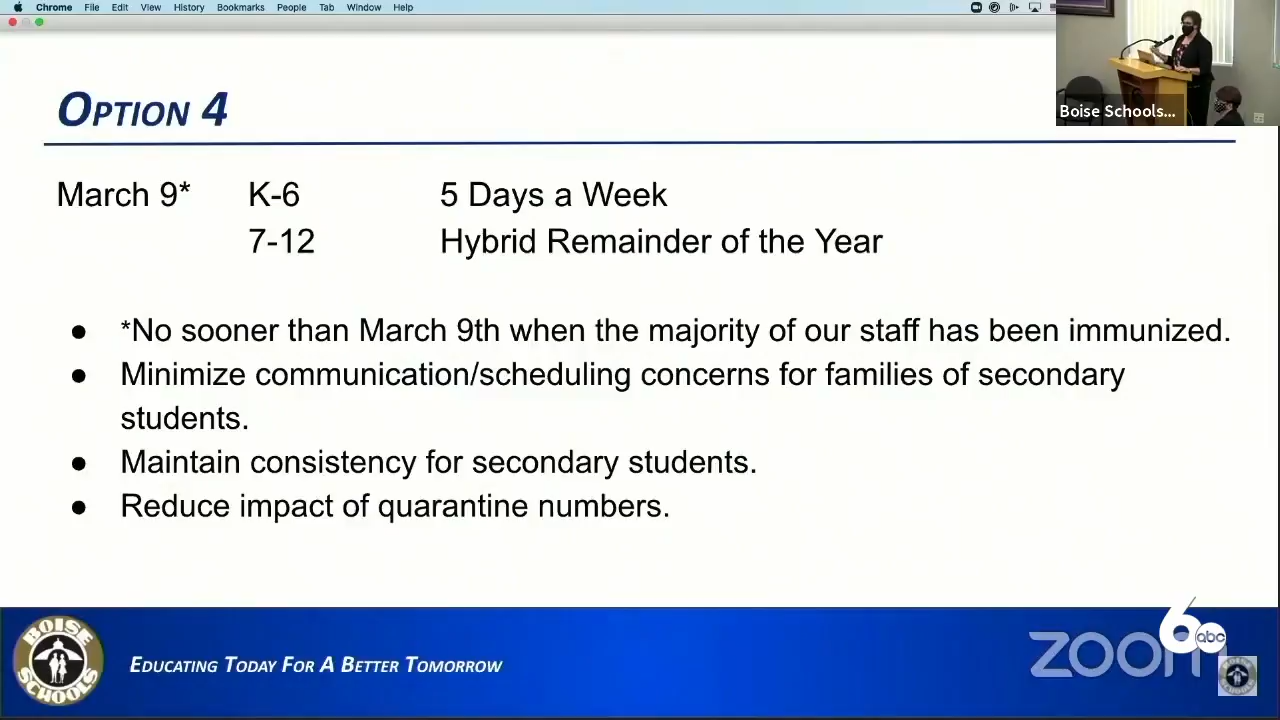 Chrome File Edit View History Bookmarks People Tab Window Help
OPTION 4
Boise Schools...
March 9* K-6 5 Days a Week
7-12 Hybrid Remainder of the Year
● *No sooner than March 9th when the majority of our staff has been immunized.
● Minimize communication/scheduling concerns for families of secondary
students.
● Maintain consistency for secondary students.
● Reduce impact of quarantine numbers.
BOISE
SCHOOLS
EDUCATING TODAY FOR A BETTER TOMORROW
zoom
6
abc